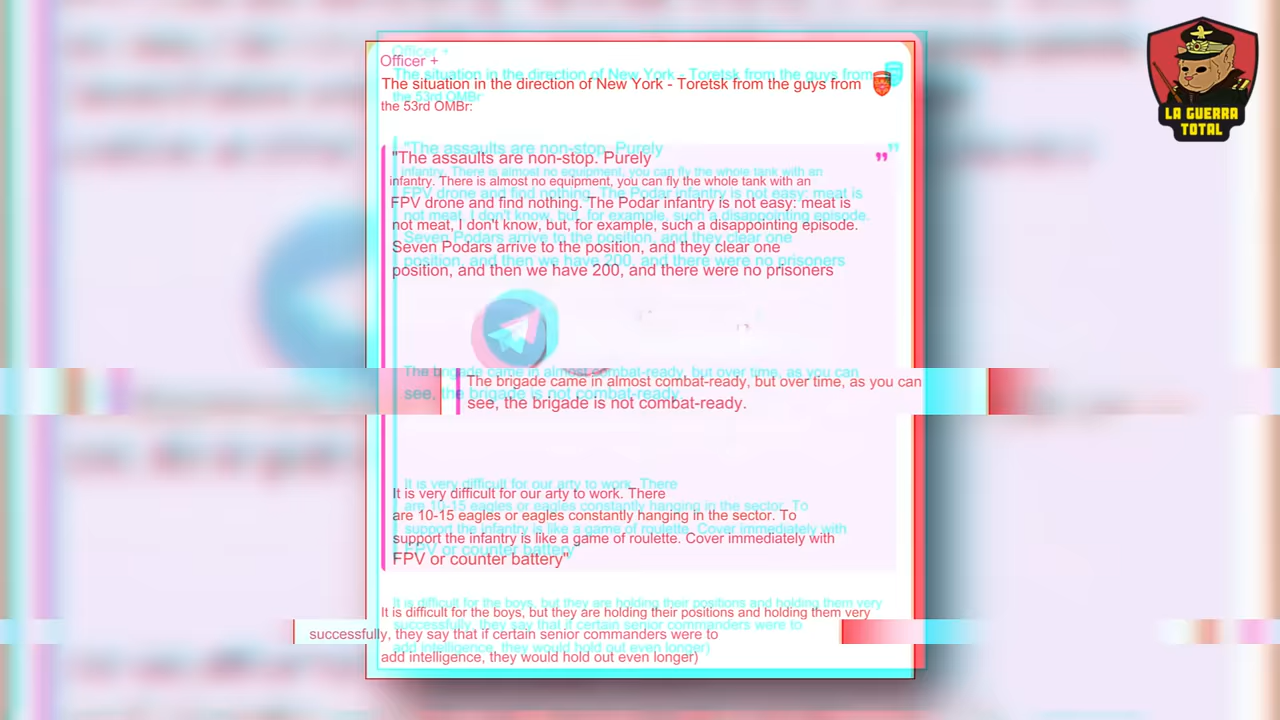 Officer +
The situation in the direction of New York - Toretsk from the guys from
the 53rd OMBr:
"The assaults are non-stop. Purely
infantry. There is almost no equipment, you can fly the whole tank with an
FPV drone and find nothing. The Podar infantry is not easy: meat is
not meat, I don't know, but, for example, such a disappointing episode.
Seven Podars arrive to the position, and they clear one
position, and then we have 200, and there were no prisoners
The brigade came in almost combat-ready, but over time, as you can
see, the brigade is not combat-ready.
It is very difficult for our arty to work. There
are 10-15 eagles or eagles constantly hanging in the sector. To
support the infantry is like a game of roulette. Cover immediately with
FPV or counter battery"
It is difficult for the boys, but they are holding their positions and holding them very
successfully, they say that if certain senior commanders were to
add intelligence, they would hold out even longer)
LA GUERRA
TOTAL